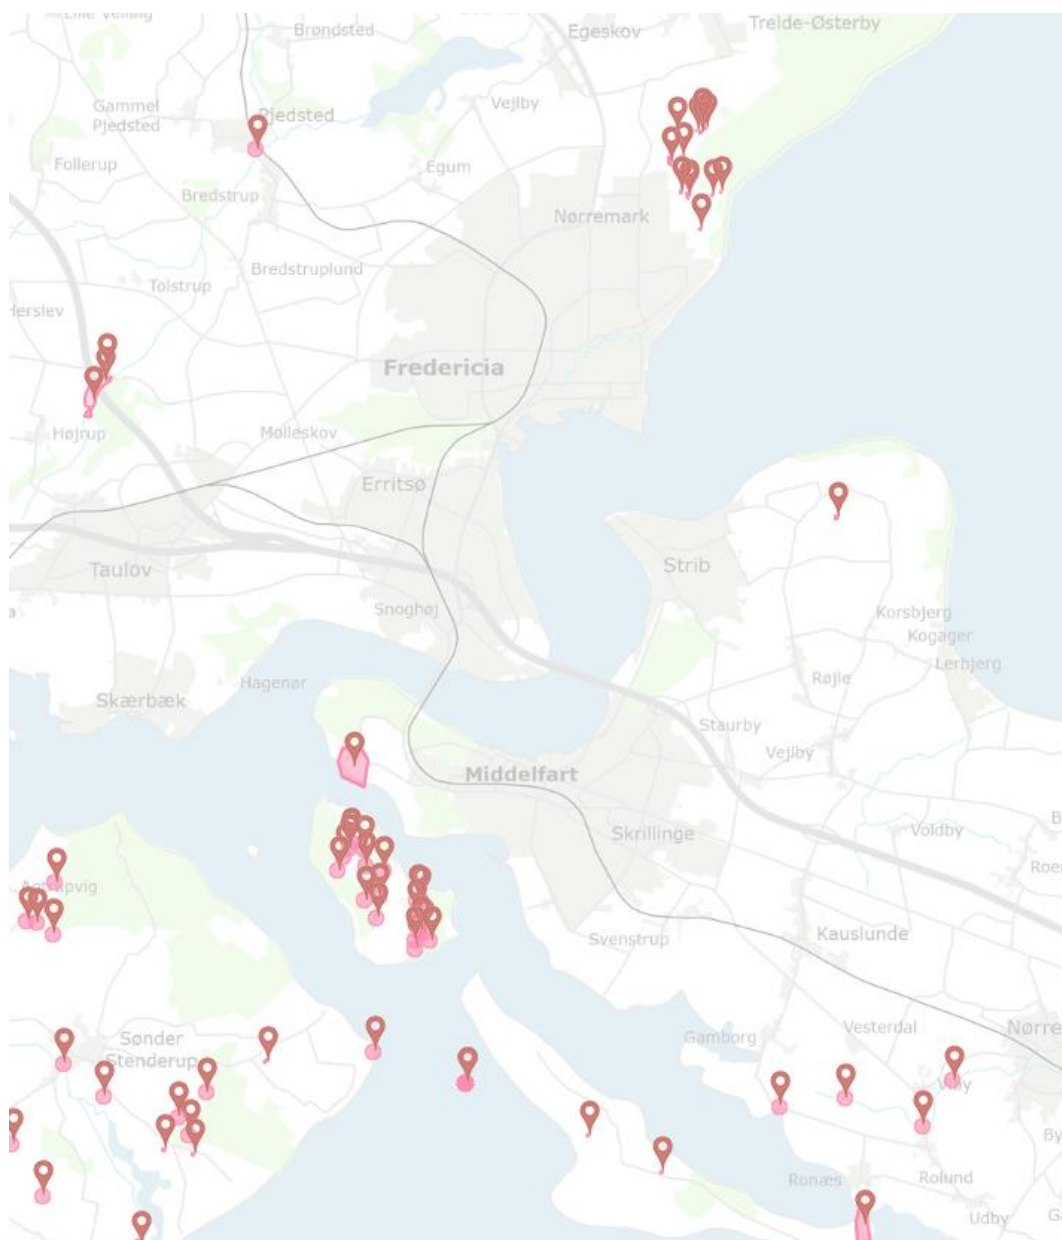 Brøndsted
Egeskov
Trelde-Østerby
Gammel
Pjedsted
Vejlby
Follerup
Egum
Bredstrup
Nørremark
Bredstruplund
Tolstrup
Fredericia
Højrup
Mølleskov
Erritsø
Taulov
Strib
Snoghøj
Korsbjerg
Kogager
Lerbjerg
Røjle
Hagenør
Skærbæk
Staurby
Vejlby
Middelfart
Skrillinge
Voldby
Svenstrup
Kauslunde
Sønder
Stenderup
Gamborg
Vesterdal
Ronæs
Rolund
Udby